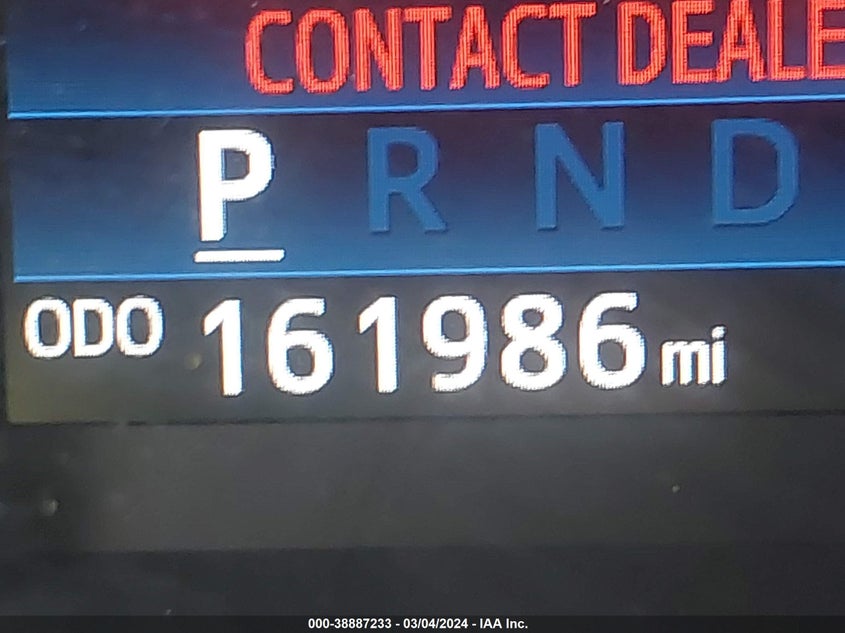 CONTACT DEALE
P R N D
ODO 161986 mi
000-38887233 - 03/04/2024 - IAA Inc.